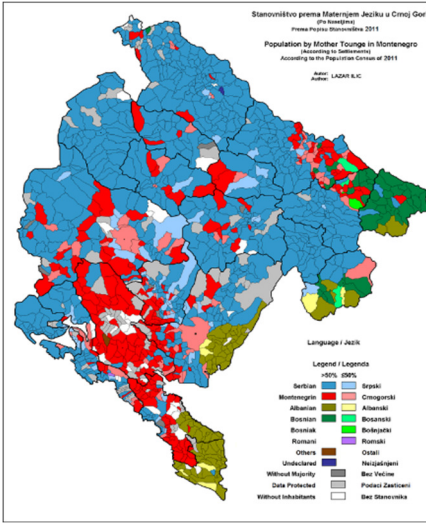 Stanovništvo prema Maternjem Jeziku u Crnoj Gori
(Po Naseljima)
Prema Popisu Stanovništva 2011
Population by Mother Tounge in Montenegro
(According to Settlements)
According to the Population Census of 2011
Autor:
Author: LAZAR ILIC
Language / Jezik
Legend / Legenda
>50% ≤50%
Serbian Srpski
Montenegrin Crnogorski
Albanian Albanski
Bosnian Bosanski
Bosniak Bošnjački
Romani Romski
Others Ostali
Undeclared Neizjašnjeni
Without Majority Bez Većine
Data Protected Podaci Zasticeni
Without Inhabitants Bez Stanovnika